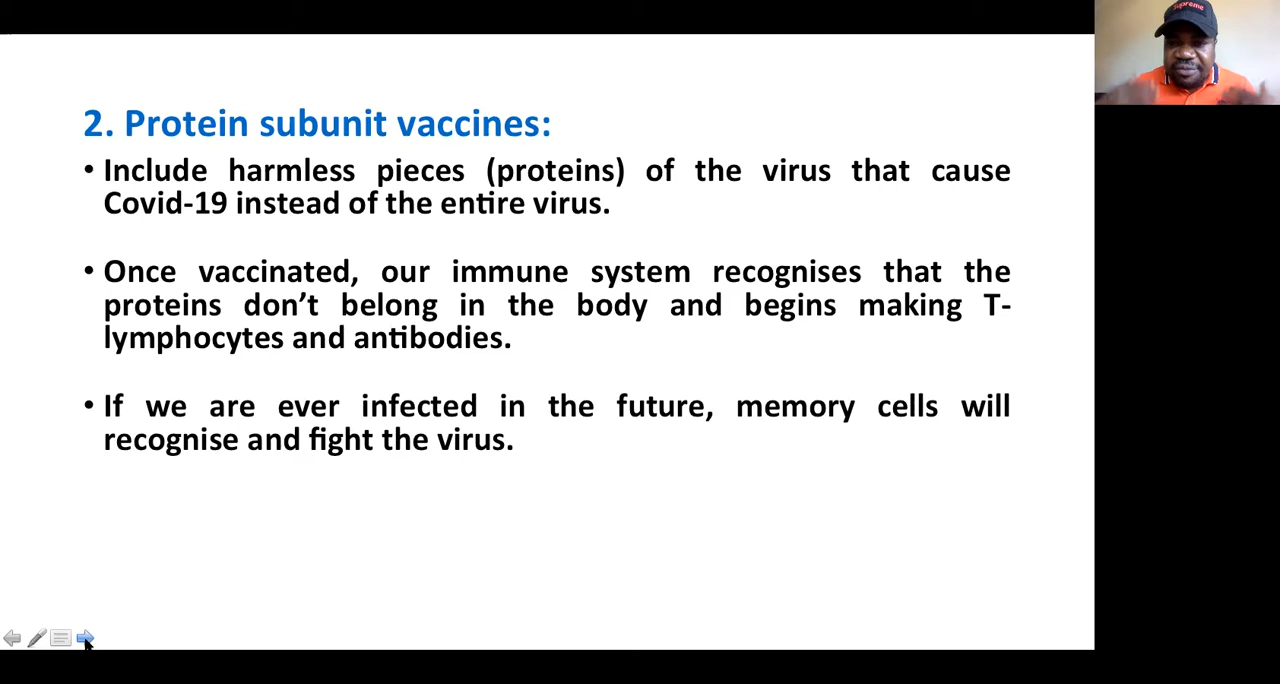 2. Protein subunit vaccines:
• Include harmless pieces (proteins) of the virus that cause
Covid-19 instead of the entire virus.
• Once vaccinated, our immune system recognises that the
proteins don’t belong in the body and begins making T-
lymphocytes and antibodies.
• If we are ever infected in the future, memory cells will
recognise and fight the virus.
Supreme